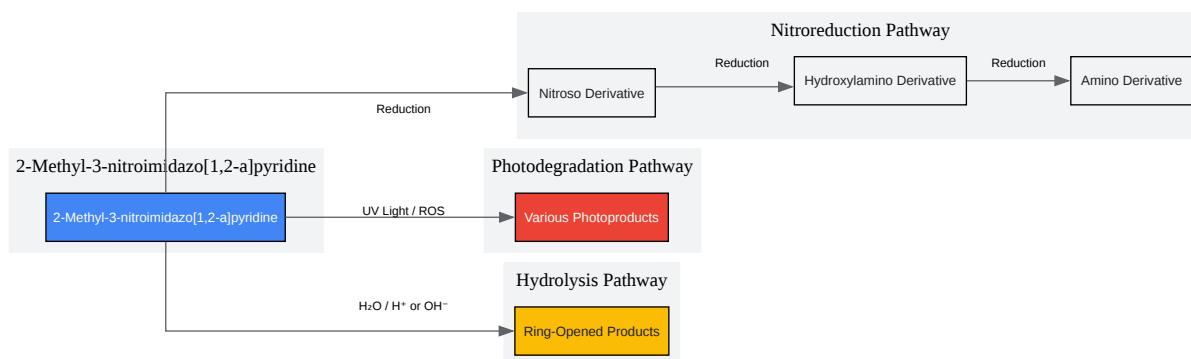 Nitroreduction Pathway
Reduction
Reduction
Nitroso Derivative
Hydroxylamino Derivative
Amino Derivative
Reduction
2-Methyl-3-nitroimidazo[1,2-a]pyridine
Photodegradation Pathway
2-Methyl-3-nitroimidazo[1,2-a]pyridine
UV Light / ROS
Various Photoproducts
Hydrolysis Pathway
H₂O / H⁺ or OH⁻
Ring-Opened Products